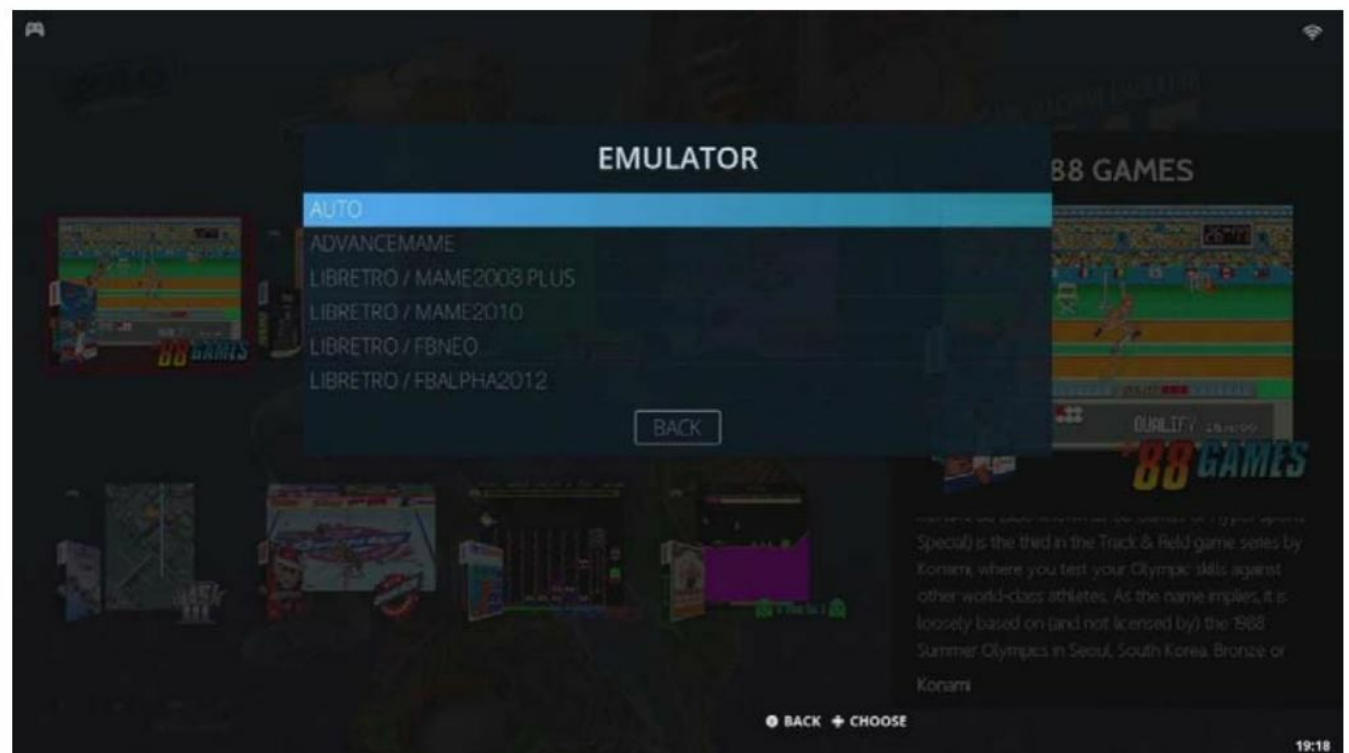 EMULATOR
AUTO
ADVANCEMAME
LIBRETRO / MAME2003 PLUS
LIBRETRO / MAME2010
LIBRETRO / FBNEO
LIBRETRO / FBALPHA2012
BACK
88 GAMES
88 GAMES
QUALIFY
'88 GAMES
Special) is the third in the Track & Field game series by
Konami, where you test your Olympic skills against
other world-class athletes. As the name implies, it is
loosely based on (and not licensed by) the 1988
Summer Olympics in Seoul, South Korea. Bronze or
Konami
BACK CHOOSE
19:18